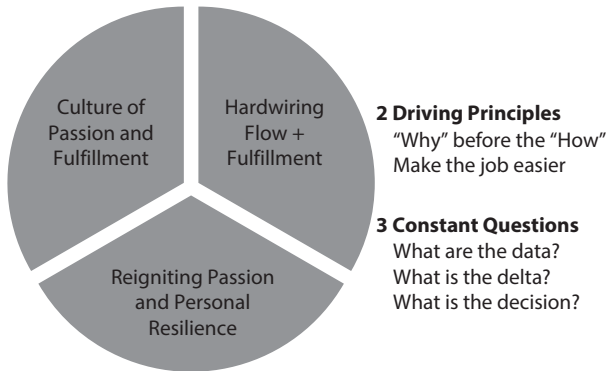 Culture of
Passion and
Fulfillment
Hardwiring
Flow +
Fulfillment
Reigniting Passion
and Personal
Resilience
2 Driving Principles
“Why” before the “How”
Make the job easier
3 Constant Questions
What are the data?
What is the delta?
What is the decision?